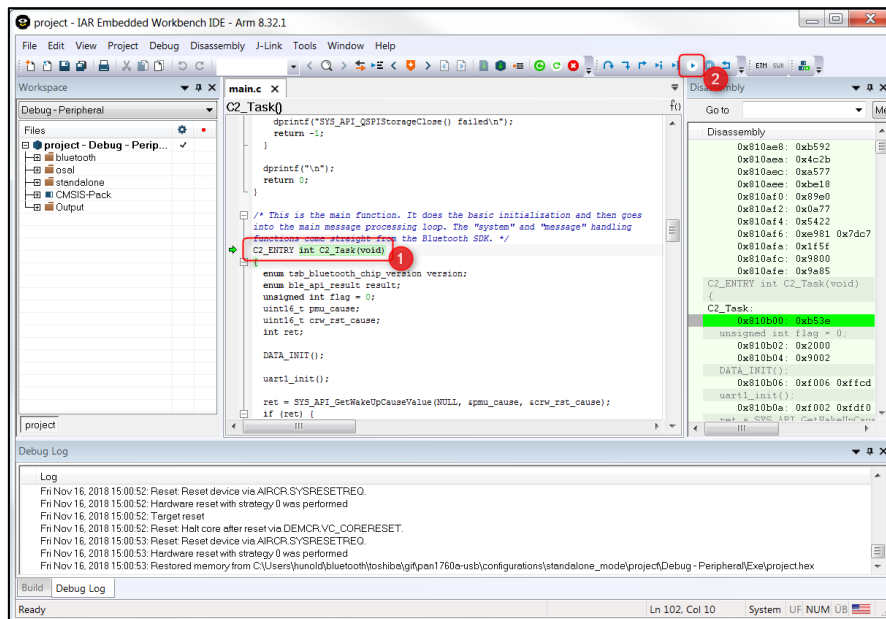 project - IAR Embedded Workbench IDE - Arm 8.32.1
File Edit View Project Debug Disassembly J-Link Tools Window Help
ETM SWO
2
Workspace
Debug - Peripheral
Files
project - Debug - Perip...
bluetooth
osal
standalone
CMSIS-Pack
Output
project
main.c
C2_Task()
f()
dprintf("SYS_API_QSPIStorageClose() failed\n");
return -1;
}
dprintf("\n");
return 0;
}
/* This is the main function. It does the basic initialization and then goes
into the main message processing loop. The "system" and "message" handling
functions come straight from the Bluetooth SDK. */
C2_ENTRY int C2_Task(void)
1
{
enum tsb_bluetooth_chip_version version;
enum ble_api_result result;
unsigned int flag = 0;
uint16_t pmu_cause;
uint16_t crw_rst_cause;
int ret;
DATA_INIT();
uart1_init();
ret = SYS_API_GetWakeUpCauseValue(NULL, &pmu_cause, &crw_rst_cause);
if (ret) {
Disassembly
Go to
Me
Disassembly
0x810ae8: 0xb592
0x810aea: 0x4c2b
0x810aec: 0xa577
0x810aee: 0xbe18
0x810af0: 0x89e0
0x810af2: 0x0a77
0x810af4: 0x5422
0x810af6: 0xe981 0x7dc7
0x810afa: 0x1f5f
0x810afc: 0x9800
0x810afe: 0x9a85
C2_ENTRY int C2_Task(void)
{
C2_Task:
0x810b00: 0xb53e
unsigned int flag = 0;
0x810b02: 0x2000
0x810b04: 0x9002
DATA_INIT();
0x810b06: 0xf006 0xffcd
uart1_init();
0x810b0a: 0xf002 0xfdf0
ret = SYS_API_GetWakeUpCaus
Debug Log
Log
Fri Nov 16, 2018 15:00:52: Reset: Reset device via AIRCR.SYSRESETREQ.
Fri Nov 16, 2018 15:00:52: Hardware reset with strategy 0 was performed
Fri Nov 16, 2018 15:00:52: Target reset
Fri Nov 16, 2018 15:00:52: Reset: Halt core after reset via DEMCR.VC_CORERESET.
Fri Nov 16, 2018 15:00:53: Reset: Reset device via AIRCR.SYSRESETREQ.
Fri Nov 16, 2018 15:00:53: Hardware reset with strategy 0 was performed
Fri Nov 16, 2018 15:00:53: Restored memory from C:\Users\hunold\bluetooth\toshiba\git\pan1760a-usb\configurations\standalone_mode\project\Debug - Peripheral\Exe\project.hex
Build Debug Log
Ready
Ln 102, Col 10 System UF NUM ÜB